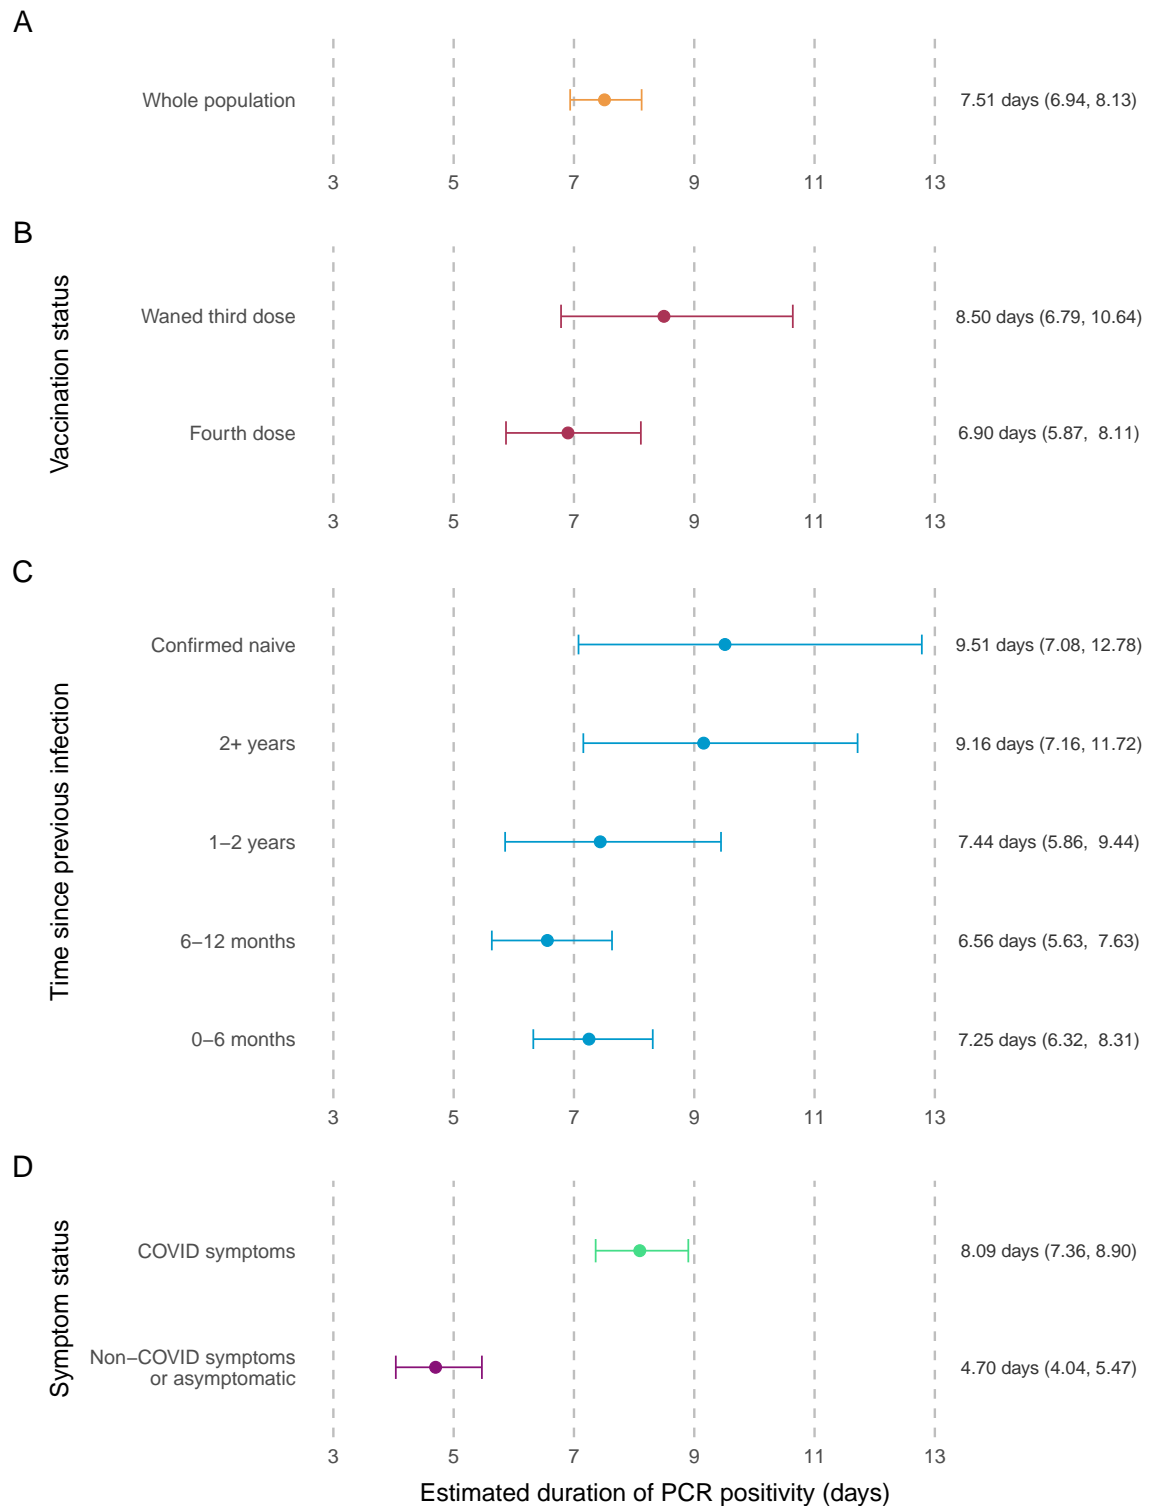 A
Whole population
7.51 days (6.94, 8.13)
3 5 7 9 11 13
B
Vaccination status
Waned third dose
8.50 days (6.79, 10.64)
Fourth dose
6.90 days (5.87, 8.11)
3 5 7 9 11 13
C
Time since previous infection
Confirmed naive
9.51 days (7.08, 12.78)
2+ years
9.16 days (7.16, 11.72)
1−2 years
7.44 days (5.86, 9.44)
6−12 months
6.56 days (5.63, 7.63)
0−6 months
7.25 days (6.32, 8.31)
3 5 7 9 11 13
D
Symptom status
COVID symptoms
8.09 days (7.36, 8.90)
Non−COVID symptoms
or asymptomatic
4.70 days (4.04, 5.47)
3 5 7 9 11 13
Estimated duration of PCR positivity (days)